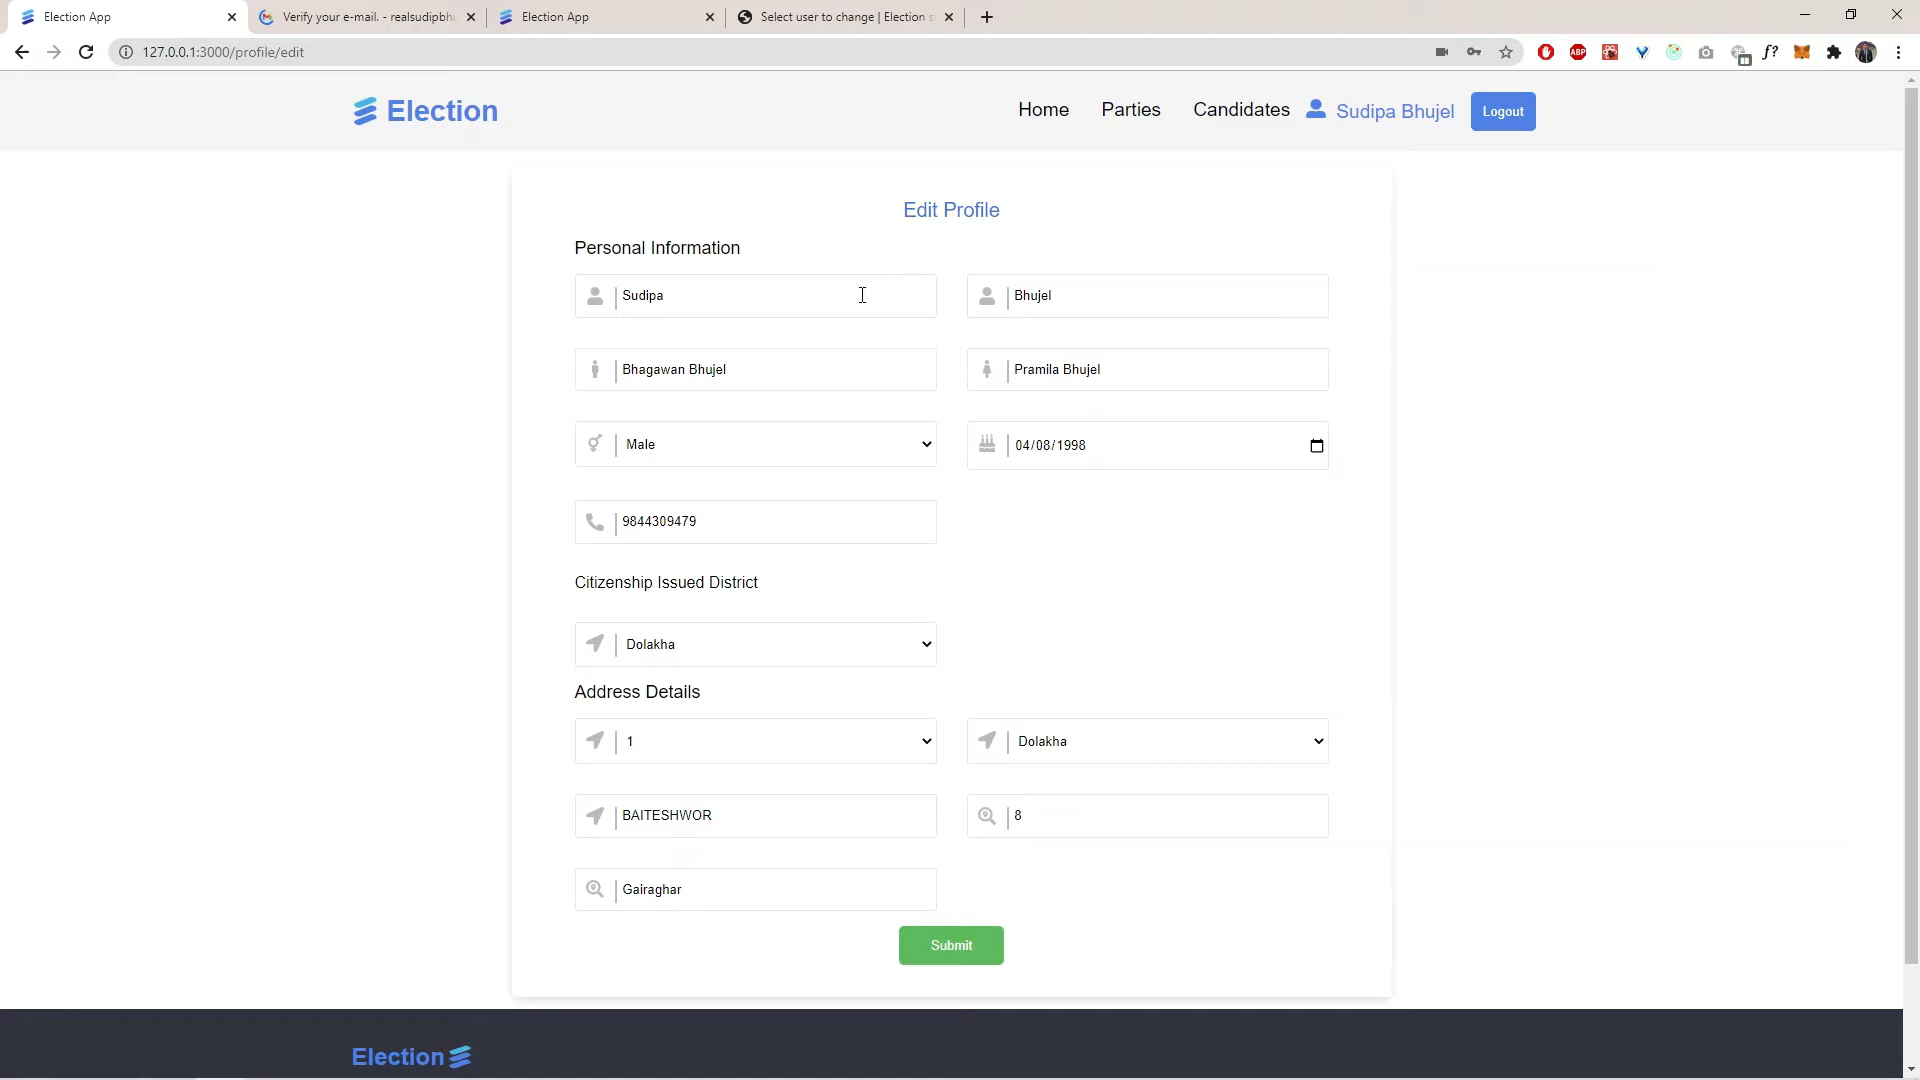 Election App
Verify your e-mail. - realsudipbh
Election App
Select user to change | Election s
127.0.0.1:3000/profile/edit
ABP
f?
Election
Home
Parties
Candidates
Sudipa Bhujel
Logout
Edit Profile
Personal Information
Sudipa
Bhujel
Bhagawan Bhujel
Pramila Bhujel
Male
04/08/1998
9844309479
Citizenship Issued District
Dolakha
Address Details
1
Dolakha
BAITESHWOR
8
Gairaghar
Submit
Election